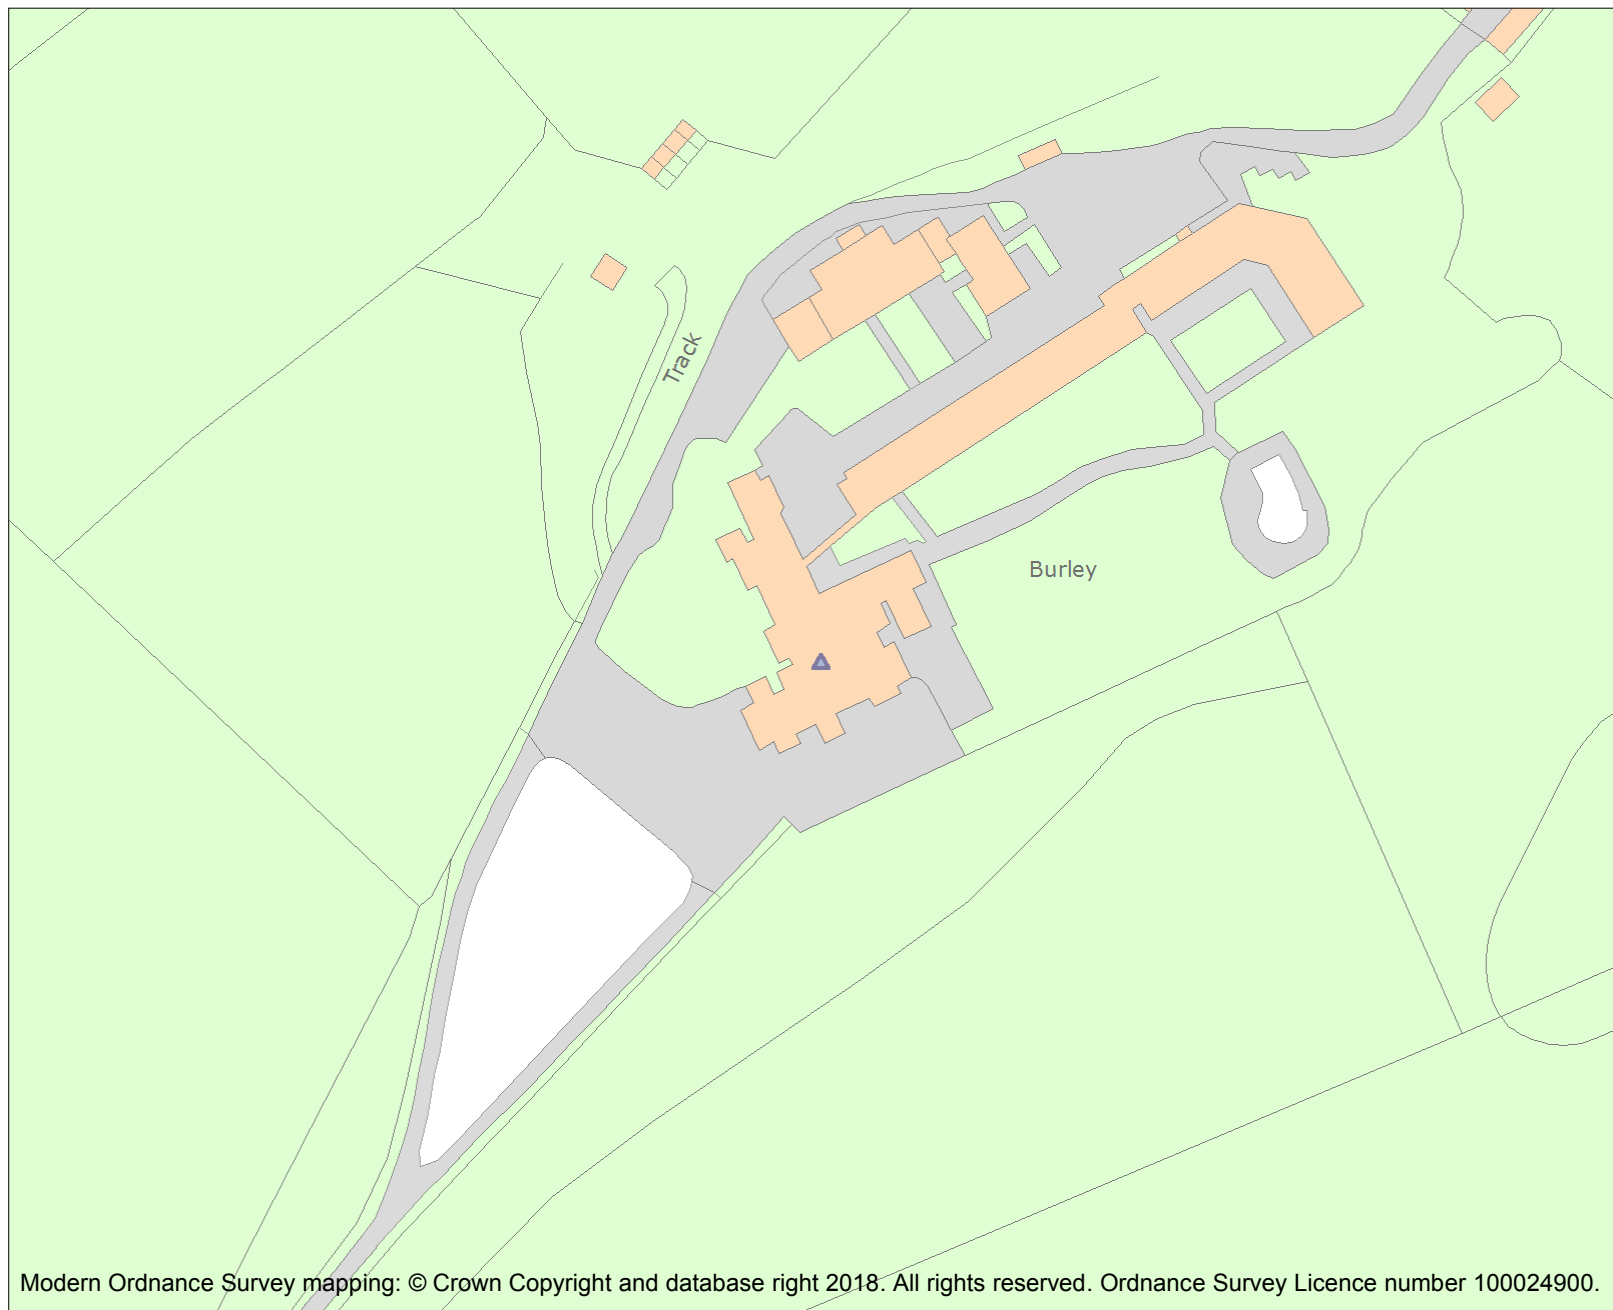 Track
Burley
Modern Ordnance Survey mapping: © Crown Copyright and database right 2018. All rights reserved. Ordnance Survey Licence number 100024900.